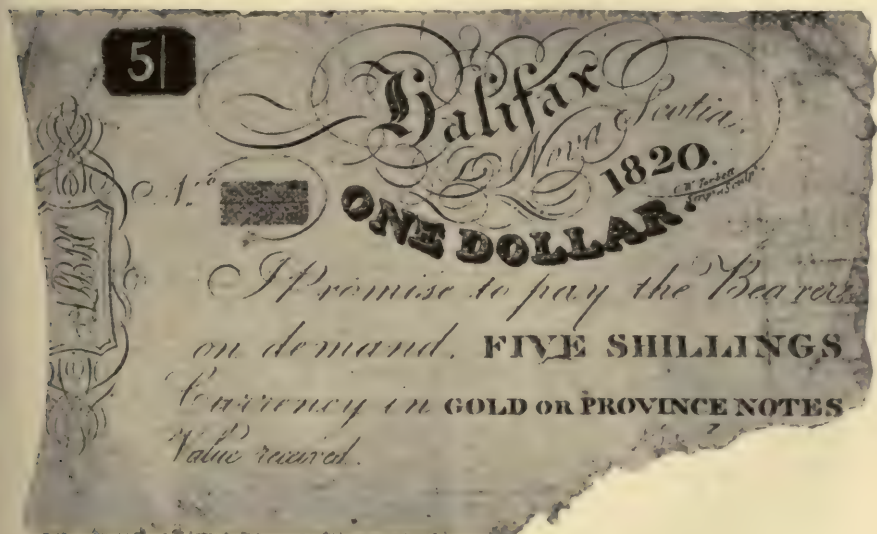 5|
Halifax
Nova Scotia.
1820.
ONE DOLLAR.
No
I Promise to pay the Bearer
on demand. FIVE SHILLINGS
Currency in GOLD OR PROVINCE NOTES
Value received.